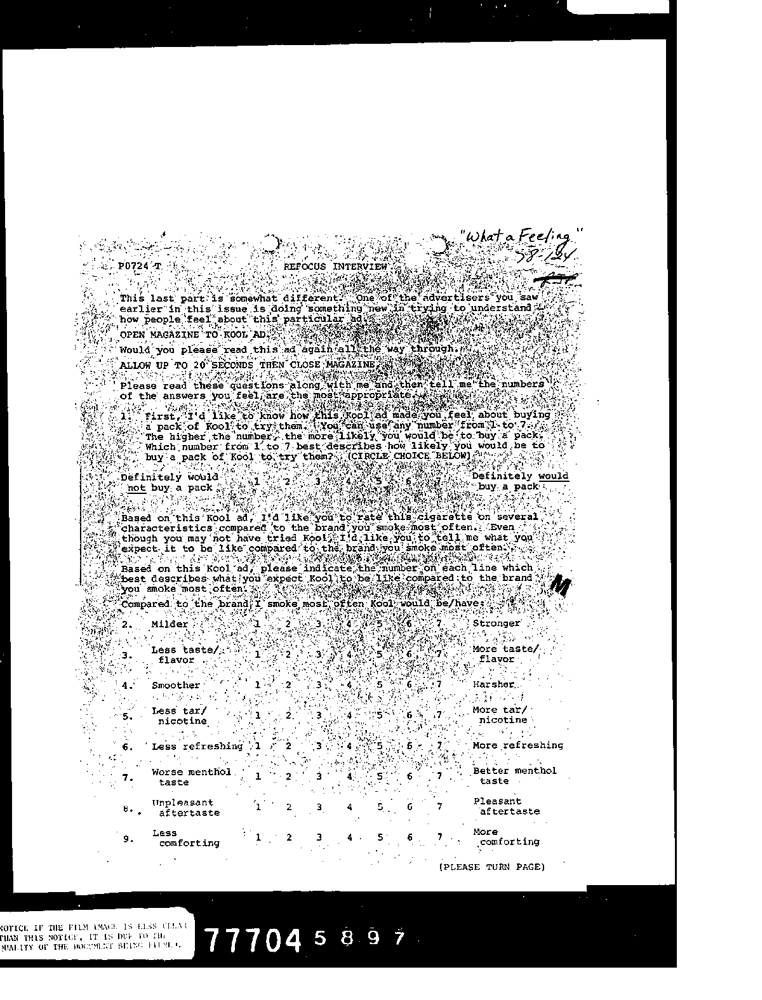 "What a Feeling"
P0724 T
REFOCUS INTERVIEW
This last part is somewhat different. One of the advertisers you saw
earlier in this issue is doing something new in trying to understand
how people feel about this particular ad.
OPEN MAGAZINE TO KOOL AD
Would you please read this ad again all the way through.
ALLOW UP TO 20 SECONDS THEN CLOSE MAGAZINE
Please read these questions along with me and then tell me the numbers
of the answers you feel are the most appropriate.
1. First, I'd like to know how this Kool ad made you feel about buying
a pack of Kool to try them. (You can use any number from 1 to 7.
The higher the number, the more likely you would be to buy a pack.
Which number from 1 to 7 best describes how likely you would be to
buy a pack of Kool to try them? (CIRCLE CHOICE BELOW)
Definitely would 1 2 3 4 5 6 7 Definitely would
not buy a pack buy a pack
Based on this Kool ad, I'd like you to rate this cigarette on several
characteristics compared to the brand you smoke most often. Even
though you may not have tried Kool, I'd like you to tell me what you
expect it to be like compared to the brand you smoke most often.
Based on this Kool ad, please indicate the number on each line which
best describes what you expect Kool to be like compared to the brand
you smoke most often.
M
Compared to the brand I smoke most often Kool would be/have:
2. Milder 1 2 3 4 5 6 7 Stronger
3. Less taste/ 1 2 3 4 5 6 7 More taste/
flavor flavor
4. Smoother 1 2 3 4 5 6 7 Harsher
5. Less tar/ 1 2 3 4 5 6 7 More tar/
nicotine nicotine
6. Less refreshing 1 2 3 4 5 6 7 More refreshing
7. Worse menthol 1 2 3 4 5 6 7 Better menthol
taste taste
8. Unpleasant 1 2 3 4 5 6 7 Pleasant
aftertaste aftertaste
9. Less 1 2 3 4 5 6 7 More
comforting comforting
(PLEASE TURN PAGE)
NOTICE IF THE FILM IMAGE IS LESS CLEAR
THAN THIS NOTICE, IT IS DUE TO THE
QUALITY OF THE DOCUMENT BEING FILMED.
77704 5897